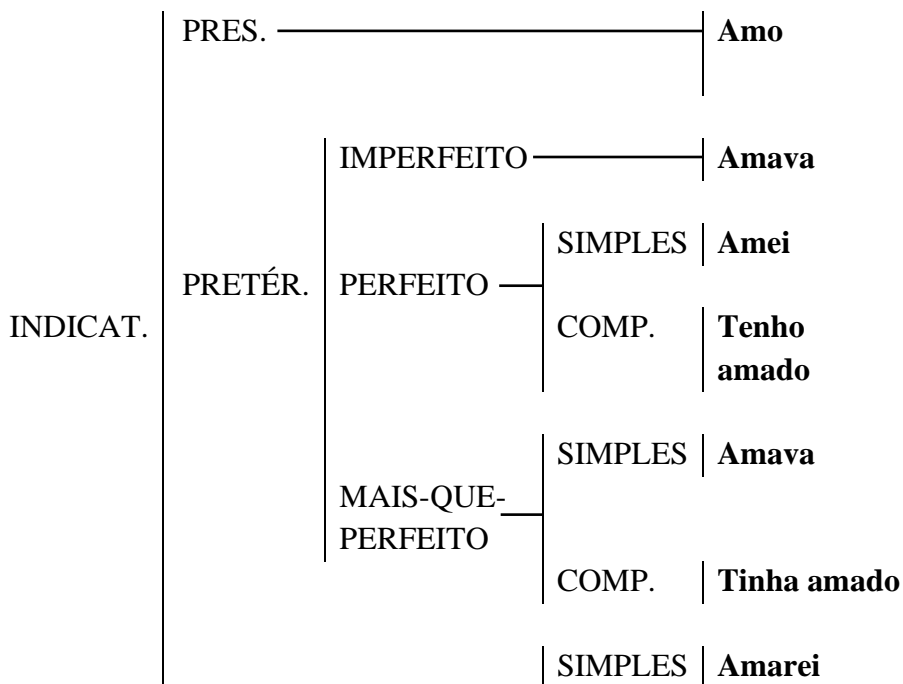 PRES. Amo
IMPERFEITO Amava
SIMPLES Amei
PRETÉR. PERFEITO
INDICAT. COMP. Tenho
amado
SIMPLES Amava
MAIS-QUE-
PERFEITO
COMP. Tinha amado
SIMPLES Amarei